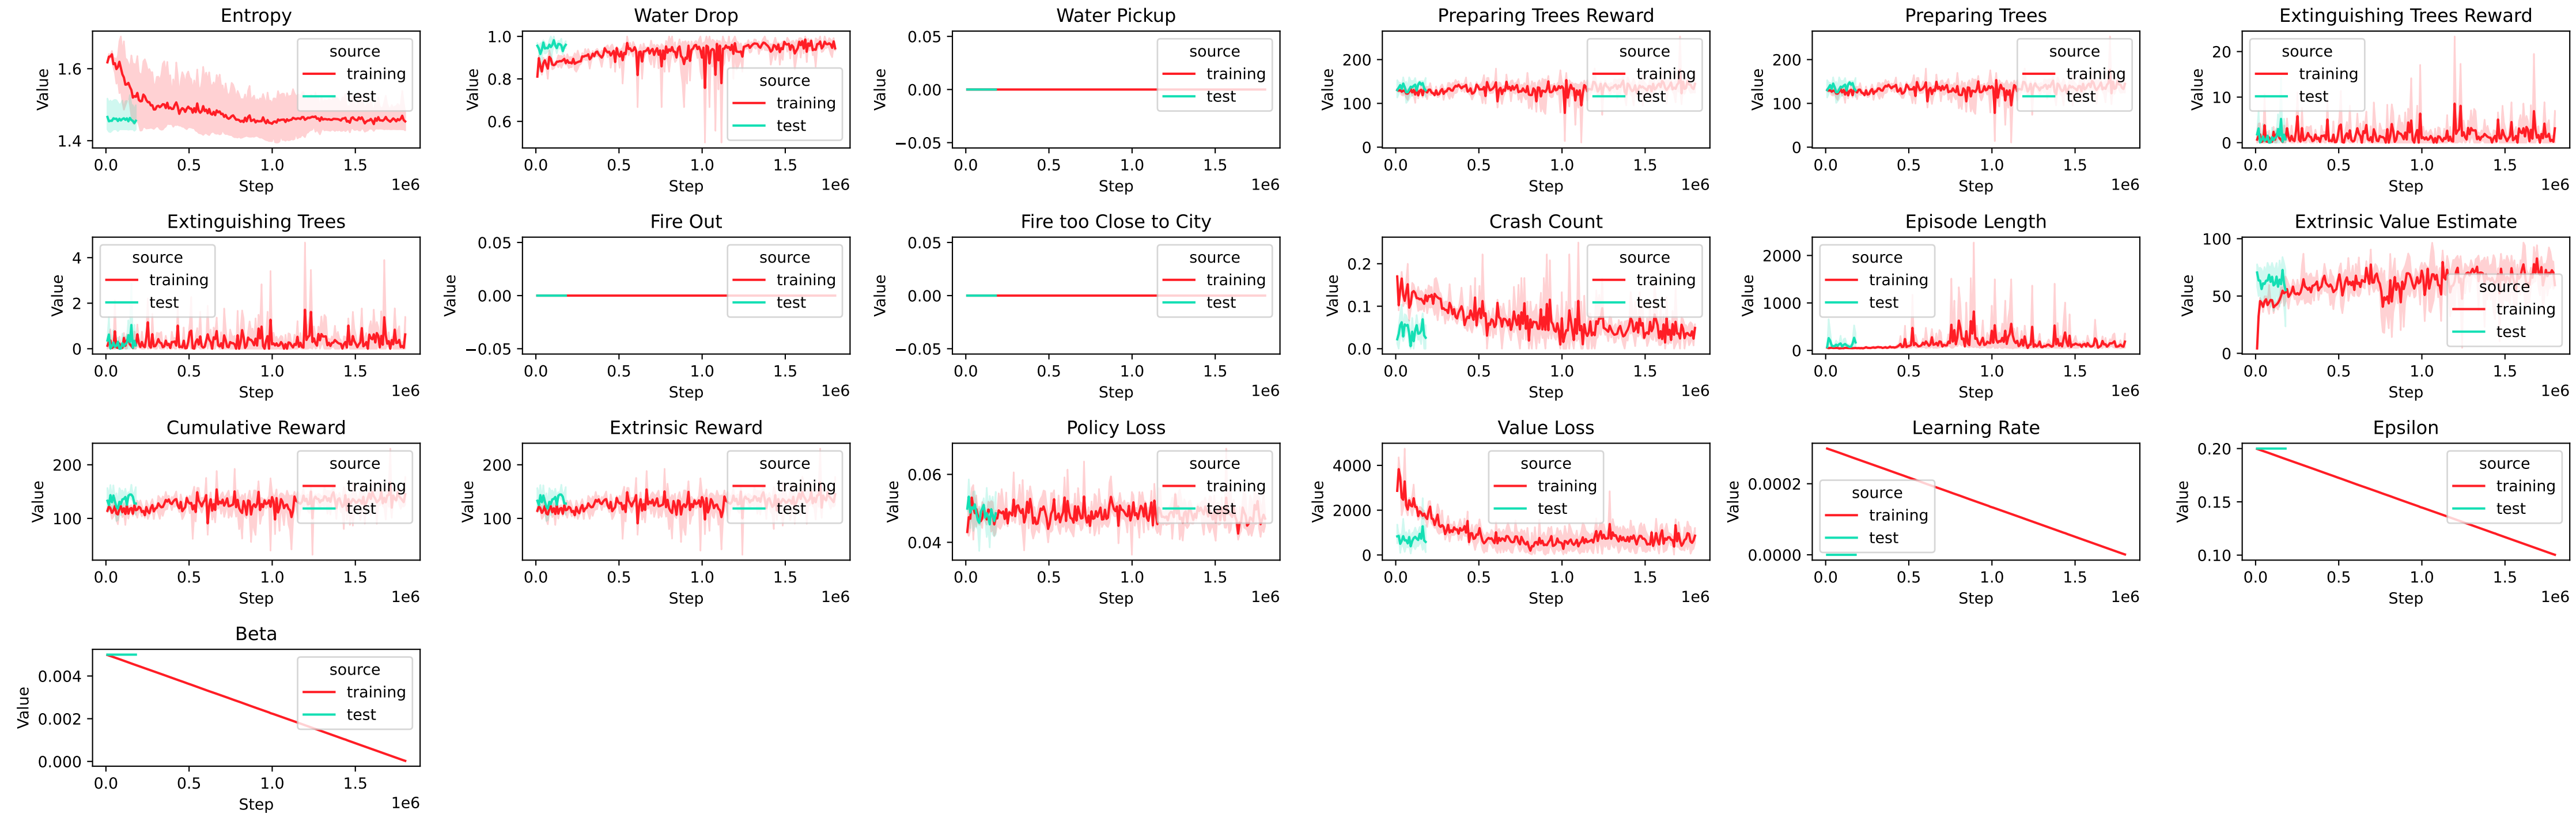 Entropy
Value
1.6
1.4
source
training
test
0.0 0.5 1.0 1.5
Step
1e6
Water Drop
Value
1.0
0.8
0.6
source
training
test
0.0 0.5 1.0 1.5
Step
1e6
Water Pickup
Value
0.05
0.00
−0.05
source
training
test
0.0 0.5 1.0 1.5
Step
1e6
Preparing Trees Reward
Value
200
100
0
source
training
test
0.0 0.5 1.0 1.5
Step
1e6
Preparing Trees
Value
200
100
0
source
training
test
0.0 0.5 1.0 1.5
Step
1e6
Extinguishing Trees Reward
Value
20
10
0
source
training
test
0.0 0.5 1.0 1.5
Step
1e6
Extinguishing Trees
Value
4
2
0
source
training
test
0.0 0.5 1.0 1.5
Step
1e6
Fire Out
Value
0.05
0.00
−0.05
source
training
test
0.0 0.5 1.0 1.5
Step
1e6
Fire too Close to City
Value
0.05
0.00
−0.05
source
training
test
0.0 0.5 1.0 1.5
Step
1e6
Crash Count
Value
0.2
0.1
0.0
source
training
test
0.0 0.5 1.0 1.5
Step
1e6
Episode Length
Value
2000
1000
0
source
training
test
0.0 0.5 1.0 1.5
Step
1e6
Extrinsic Value Estimate
Value
100
50
0
source
training
test
0.0 0.5 1.0 1.5
Step
1e6
Cumulative Reward
Value
200
100
source
training
test
0.0 0.5 1.0 1.5
Step
1e6
Extrinsic Reward
Value
200
100
source
training
test
0.0 0.5 1.0 1.5
Step
1e6
Policy Loss
Value
0.06
0.04
source
training
test
0.0 0.5 1.0 1.5
Step
1e6
Value Loss
Value
4000
2000
0
source
training
test
0.0 0.5 1.0 1.5
Step
1e6
Learning Rate
Value
0.0002
0.0000
source
training
test
0.0 0.5 1.0 1.5
Step
1e6
Epsilon
Value
0.20
0.15
0.10
source
training
test
0.0 0.5 1.0 1.5
Step
1e6
Beta
Value
0.004
0.002
0.000
source
training
test
0.0 0.5 1.0 1.5
Step
1e6